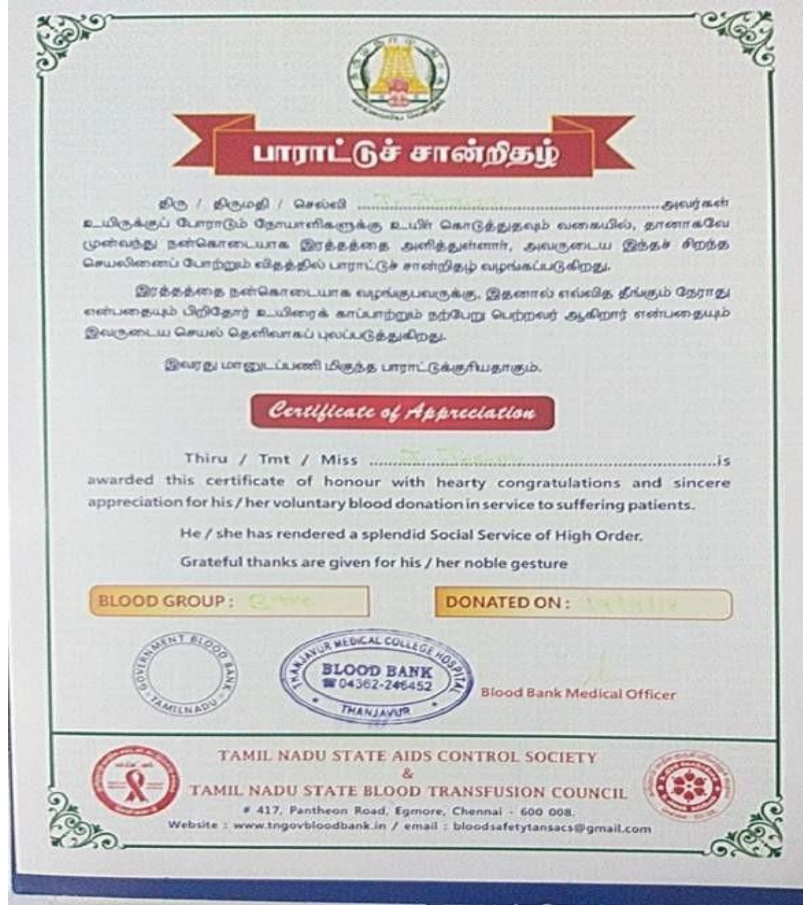 பாராட்டுச் சான்றிதழ்
திரு / திருமதி / செல்வி ..................................................... அவர்கள்
உயிருக்குப் போராடும் நோயாளிகளுக்கு உயிர் கொடுத்துதவும் வகையில், தானாகவே
முன்வந்து நன்கொடையாக இரத்தத்தை அளித்துள்ளார், அவருடைய இந்தச் சிறந்த
செயலினைப் போற்றும் விதத்தில் பாராட்டுச் சான்றிதழ் வழங்கப்படுகிறது.
இரத்தத்தை நன்கொடையாக வழங்குபவருக்கு, இதனால் எவ்வித தீங்கும் நேராது
என்பதையும் பிறிதோர் உயிரைக் காப்பாற்றும் நற்பேறு பெற்றவர் ஆகிறார் என்பதையும்
இவருடைய செயல் தெளிவாகப் புலப்படுத்துகிறது.
இவரது மானுடப்பணி மிகுந்த பாராட்டுக்குரியதாகும்.
Certificate of Appreciation
Thiru / Tmt / Miss .....................................................is
awarded this certificate of honour with hearty congratulations and sincere
appreciation for his / her voluntary blood donation in service to suffering patients.
He / she has rendered a splendid Social Service of High Order.
Grateful thanks are given for his / her noble gesture
BLOOD GROUP :
DONATED ON :
GOVERNMENT BLOOD BANK
TAMILNADU
THANJAVUR MEDICAL COLLEGE HOSPITAL
BLOOD BANK
☎04362-246452
THANJAVUR
Blood Bank Medical Officer
TAMIL NADU STATE AIDS CONTROL SOCIETY
&
TAMIL NADU STATE BLOOD TRANSFUSION COUNCIL
# 417, Pantheon Road, Egmore, Chennai - 600 008.
Website : www.tngovbloodbank.in / email : bloodsafetytansacs@gmail.com